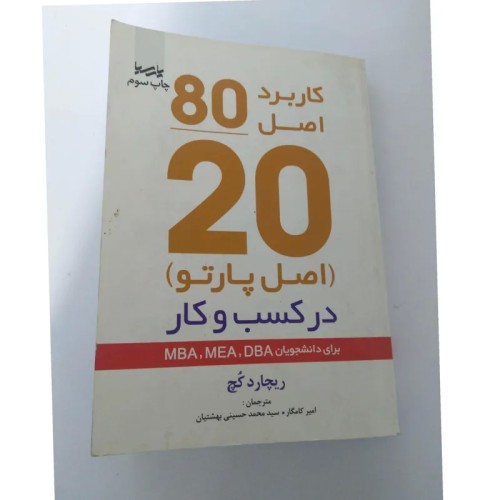 پارسیا
چاپ سوم
کاربرد
اصل 80
20
(اصل پارتو)
در کسب و کار
برای دانشجویان MBA، MEA، DBA
ریچارد کُچ
مترجمان:
امیر کامگار • سید محمد حسینی بهشتیان